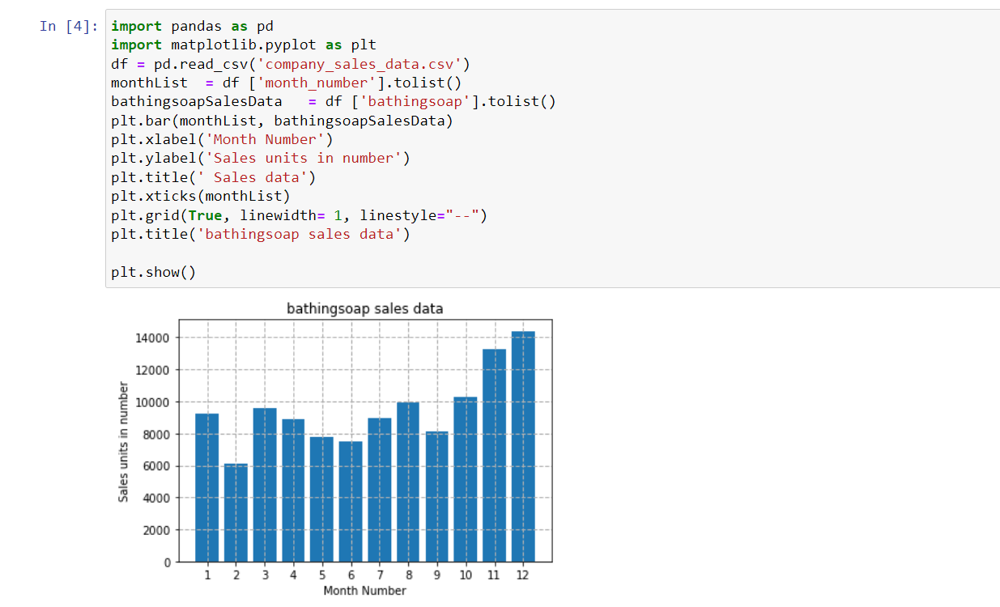 In [4]: import pandas as pd
import matplotlib.pyplot as plt
df = pd.read_csv('company_sales_data.csv')
monthList  = df ['month_number'].tolist()
bathingsoapSalesData   = df ['bathingsoap'].tolist()
plt.bar(monthList, bathingsoapSalesData)
plt.xlabel('Month Number')
plt.ylabel('Sales units in number')
plt.title(' Sales data')
plt.xticks(monthList)
plt.grid(True, linewidth= 1, linestyle="--")
plt.title('bathingsoap sales data')
plt.show()
bathingsoap sales data
Sales units in number
14000
12000
10000
8000
6000
4000
2000
0
1 2 3 4 5 6 7 8 9 10 11 12
Month Number